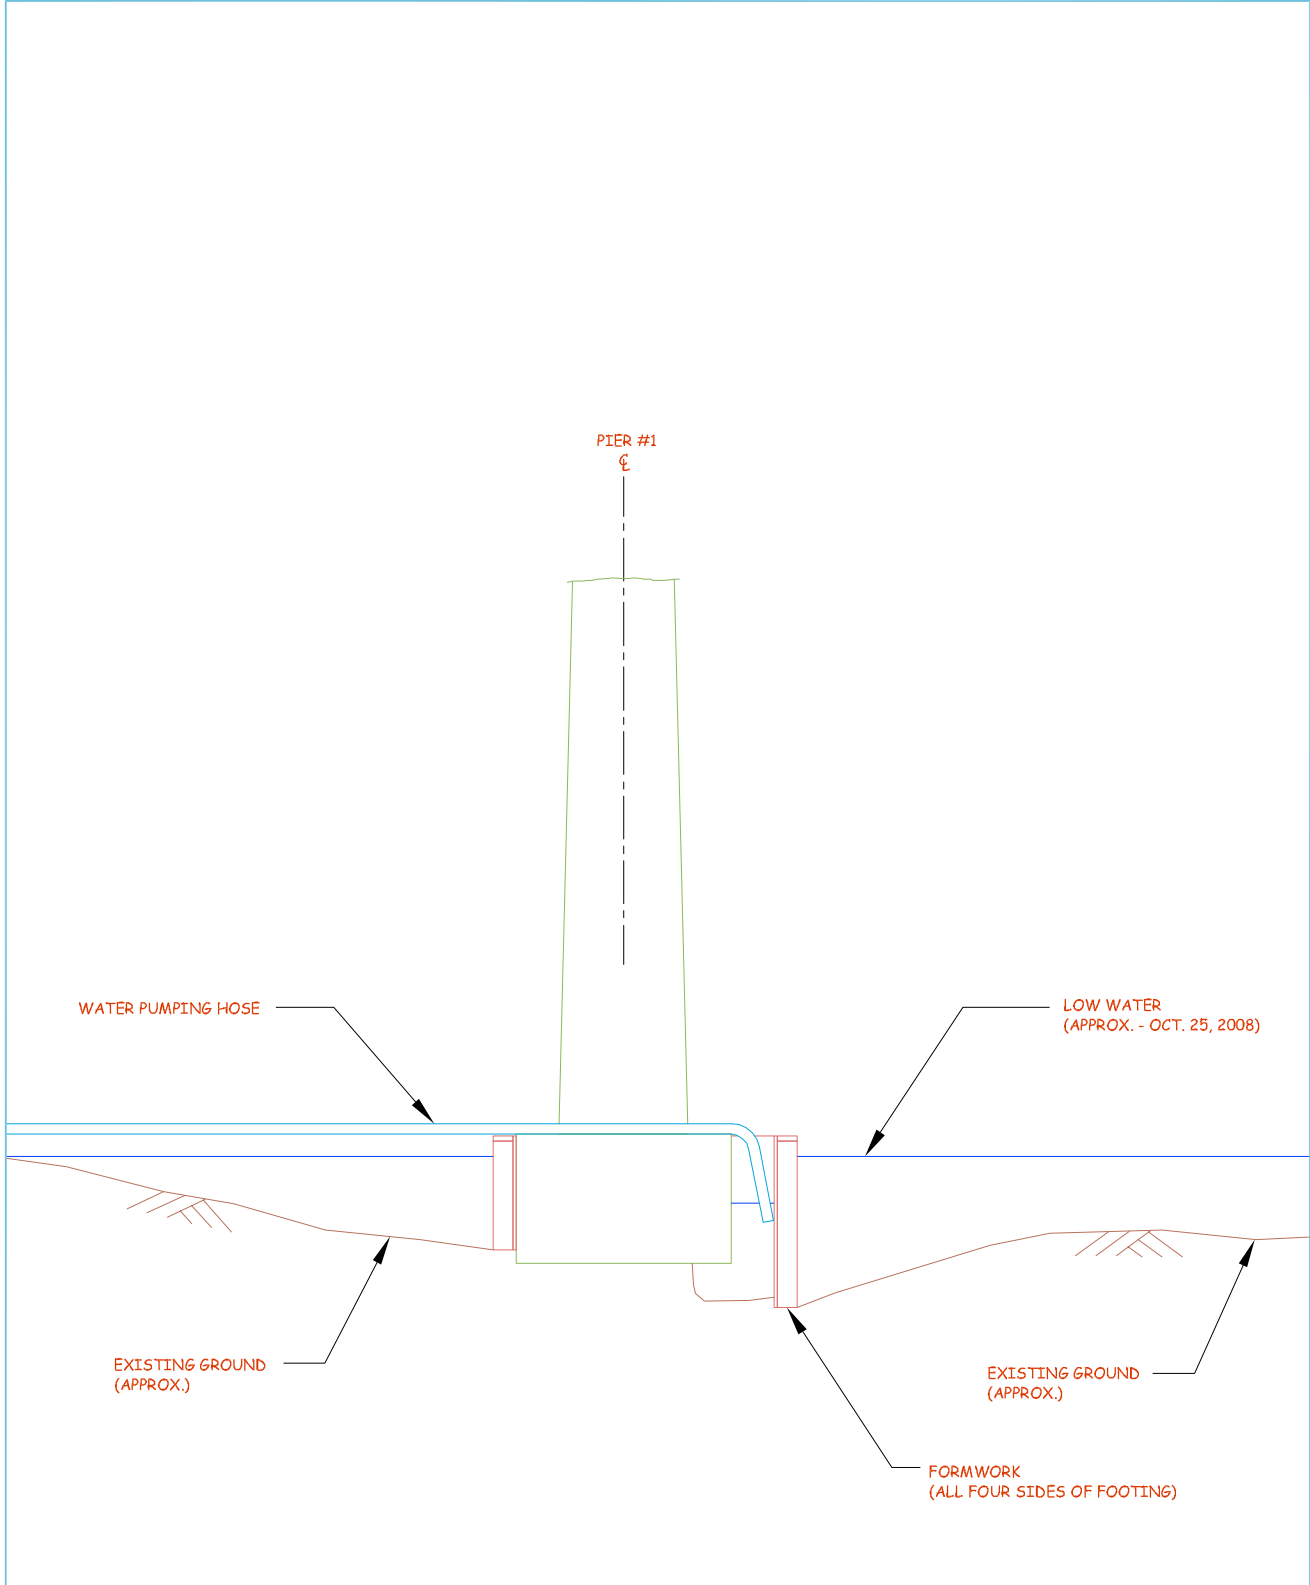 PIER #1
℄
WATER PUMPING HOSE
LOW WATER
(APPROX. - OCT. 25, 2008)
EXISTING GROUND
(APPROX.)
EXISTING GROUND
(APPROX.)
FORMWORK
(ALL FOUR SIDES OF FOOTING)